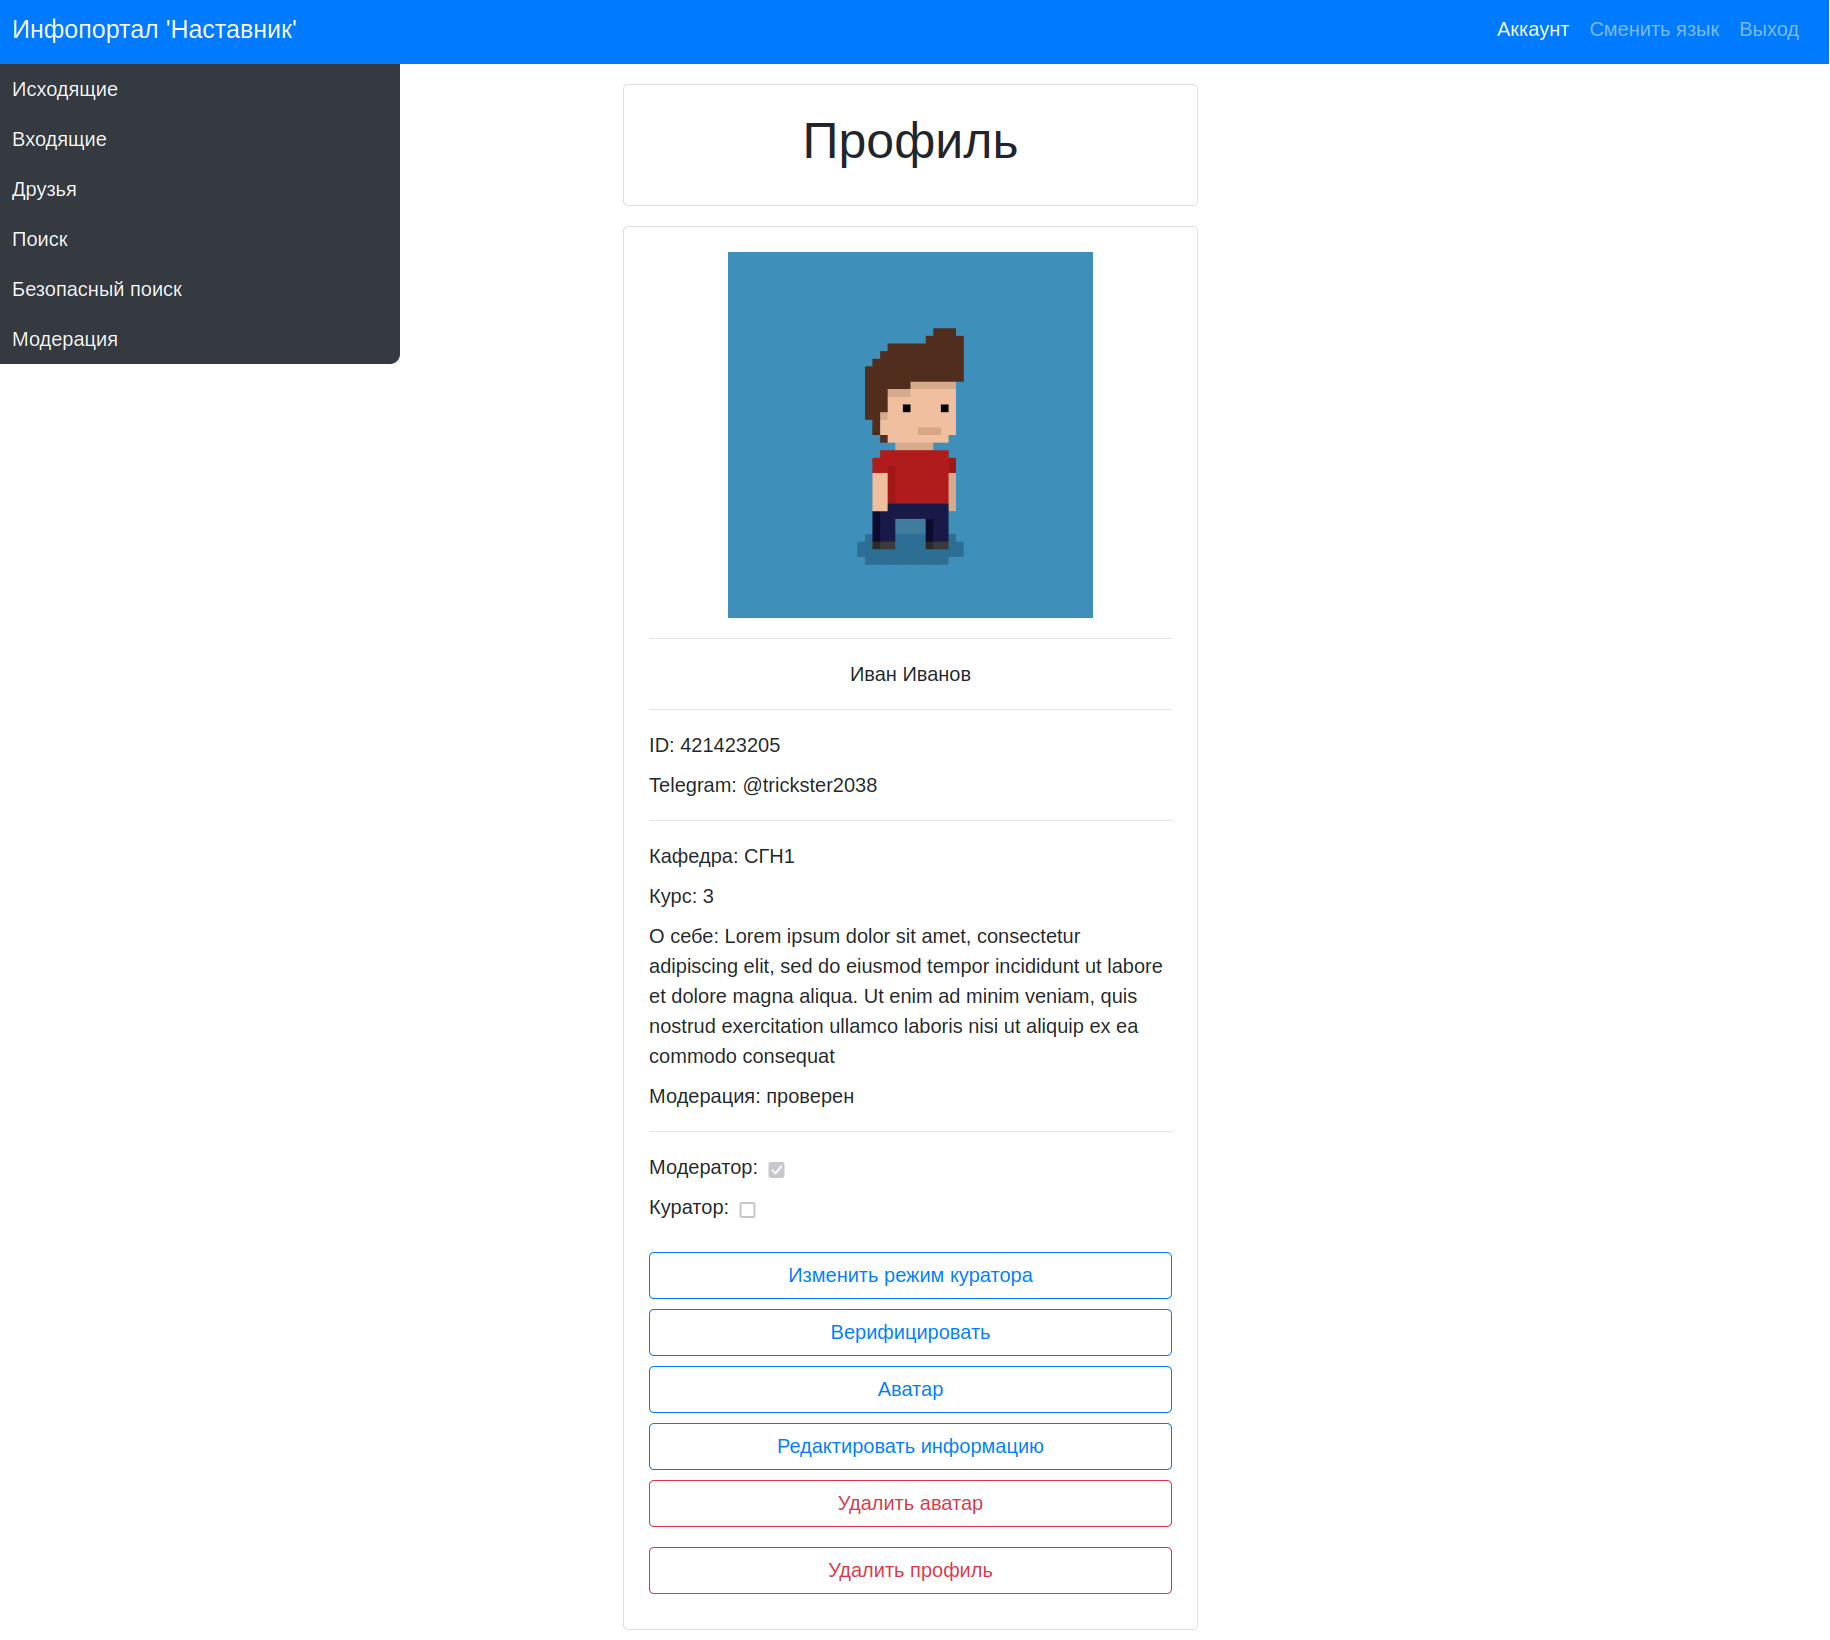 Инфопортал 'Наставник'
Аккаунт Сменить язык Выход
Исходящие
Входящие
Друзья
Поиск
Безопасный поиск
Модерация
Профиль
Иван Иванов
ID: 421423205
Telegram: @trickster2038
Кафедра: СГН1
Курс: 3
О себе: Lorem ipsum dolor sit amet, consectetur
adipiscing elit, sed do eiusmod tempor incididunt ut labore
et dolore magna aliqua. Ut enim ad minim veniam, quis
nostrud exercitation ullamco laboris nisi ut aliquip ex ea
commodo consequat
Модерация: проверен
Модератор:
Куратор:
Изменить режим куратора
Верифицировать
Аватар
Редактировать информацию
Удалить аватар
Удалить профиль